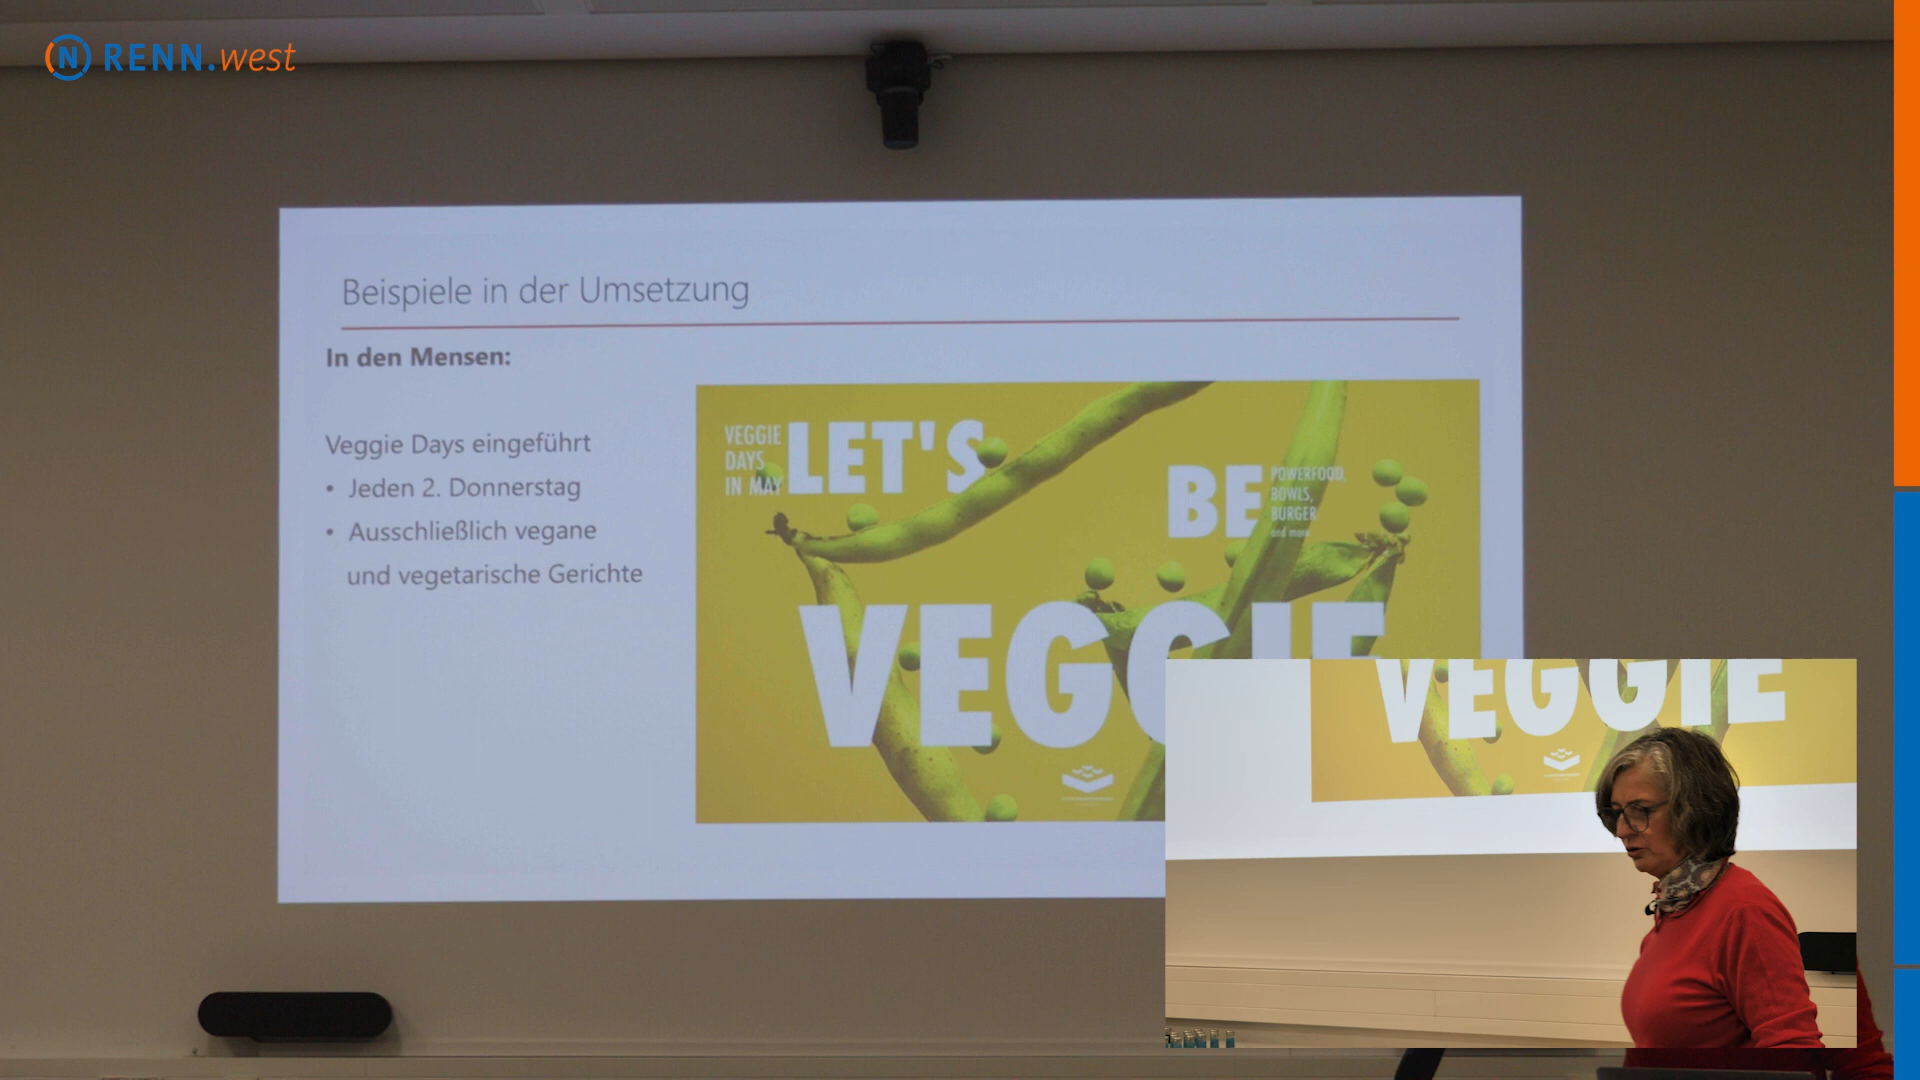 RENN.west
Beispiele in der Umsetzung
In den Mensen:
Veggie Days eingeführt
• Jeden 2. Donnerstag
• Ausschließlich vegane
und vegetarische Gerichte
VEGGIE
DAYS
IN MAY
LET'S
BE
POWERFOOD,
BOWLS,
BURGER
and more
VEGGIE
VEGGIE